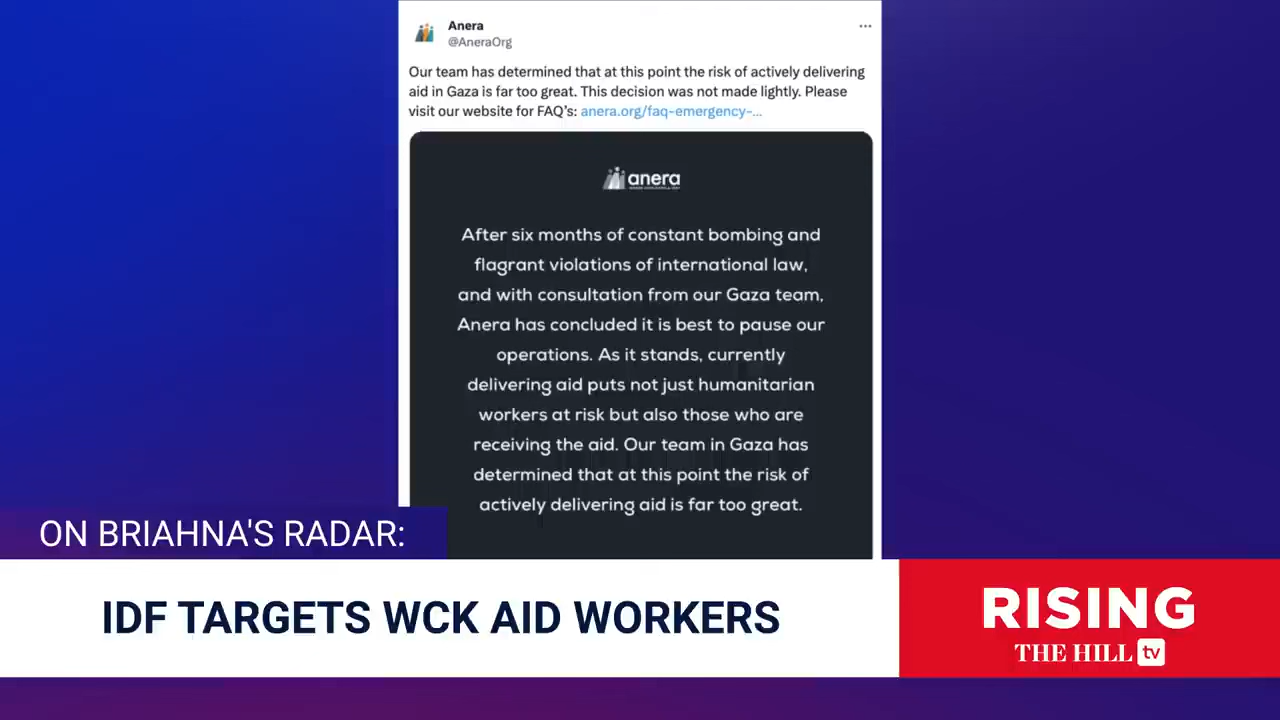 Anera
@AneraOrg
Our team has determined that at this point the risk of actively delivering
aid in Gaza is far too great. This decision was not made lightly. Please
visit our website for FAQ's: anera.org/faq-emergency-...
anera
After six months of constant bombing and
flagrant violations of international law,
and with consultation from our Gaza team,
Anera has concluded it is best to pause our
operations. As it stands, currently
delivering aid puts not just humanitarian
workers at risk but also those who are
receiving the aid. Our team in Gaza has
determined that at this point the risk of
actively delivering aid is far too great.
ON BRIAHNA'S RADAR:
IDF TARGETS WCK AID WORKERS
RISING
THE HILL tv